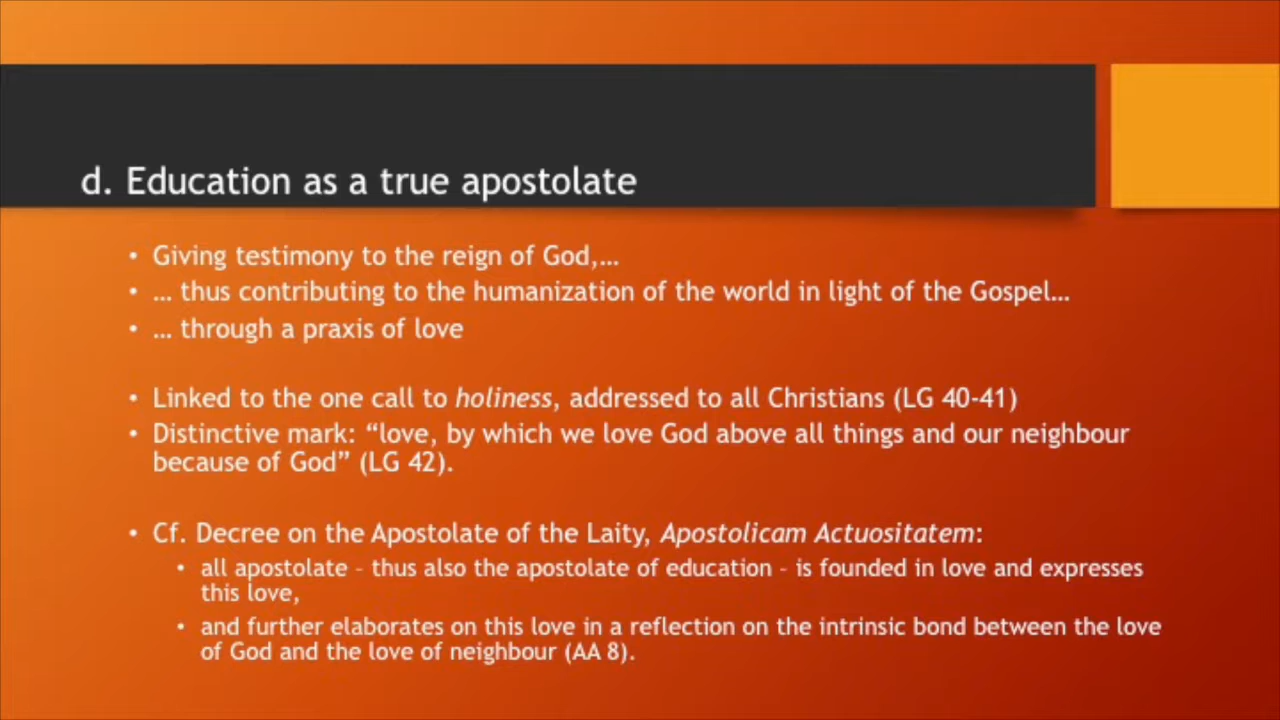 d. Education as a true apostolate
• Giving testimony to the reign of God,…
• … thus contributing to the humanization of the world in light of the Gospel…
• … through a praxis of love
• Linked to the one call to holiness, addressed to all Christians (LG 40-41)
• Distinctive mark: “love, by which we love God above all things and our neighbour
because of God” (LG 42).
• Cf. Decree on the Apostolate of the Laity, Apostolicam Actuositatem:
• all apostolate – thus also the apostolate of education – is founded in love and expresses
this love,
• and further elaborates on this love in a reflection on the intrinsic bond between the love
of God and the love of neighbour (AA 8).